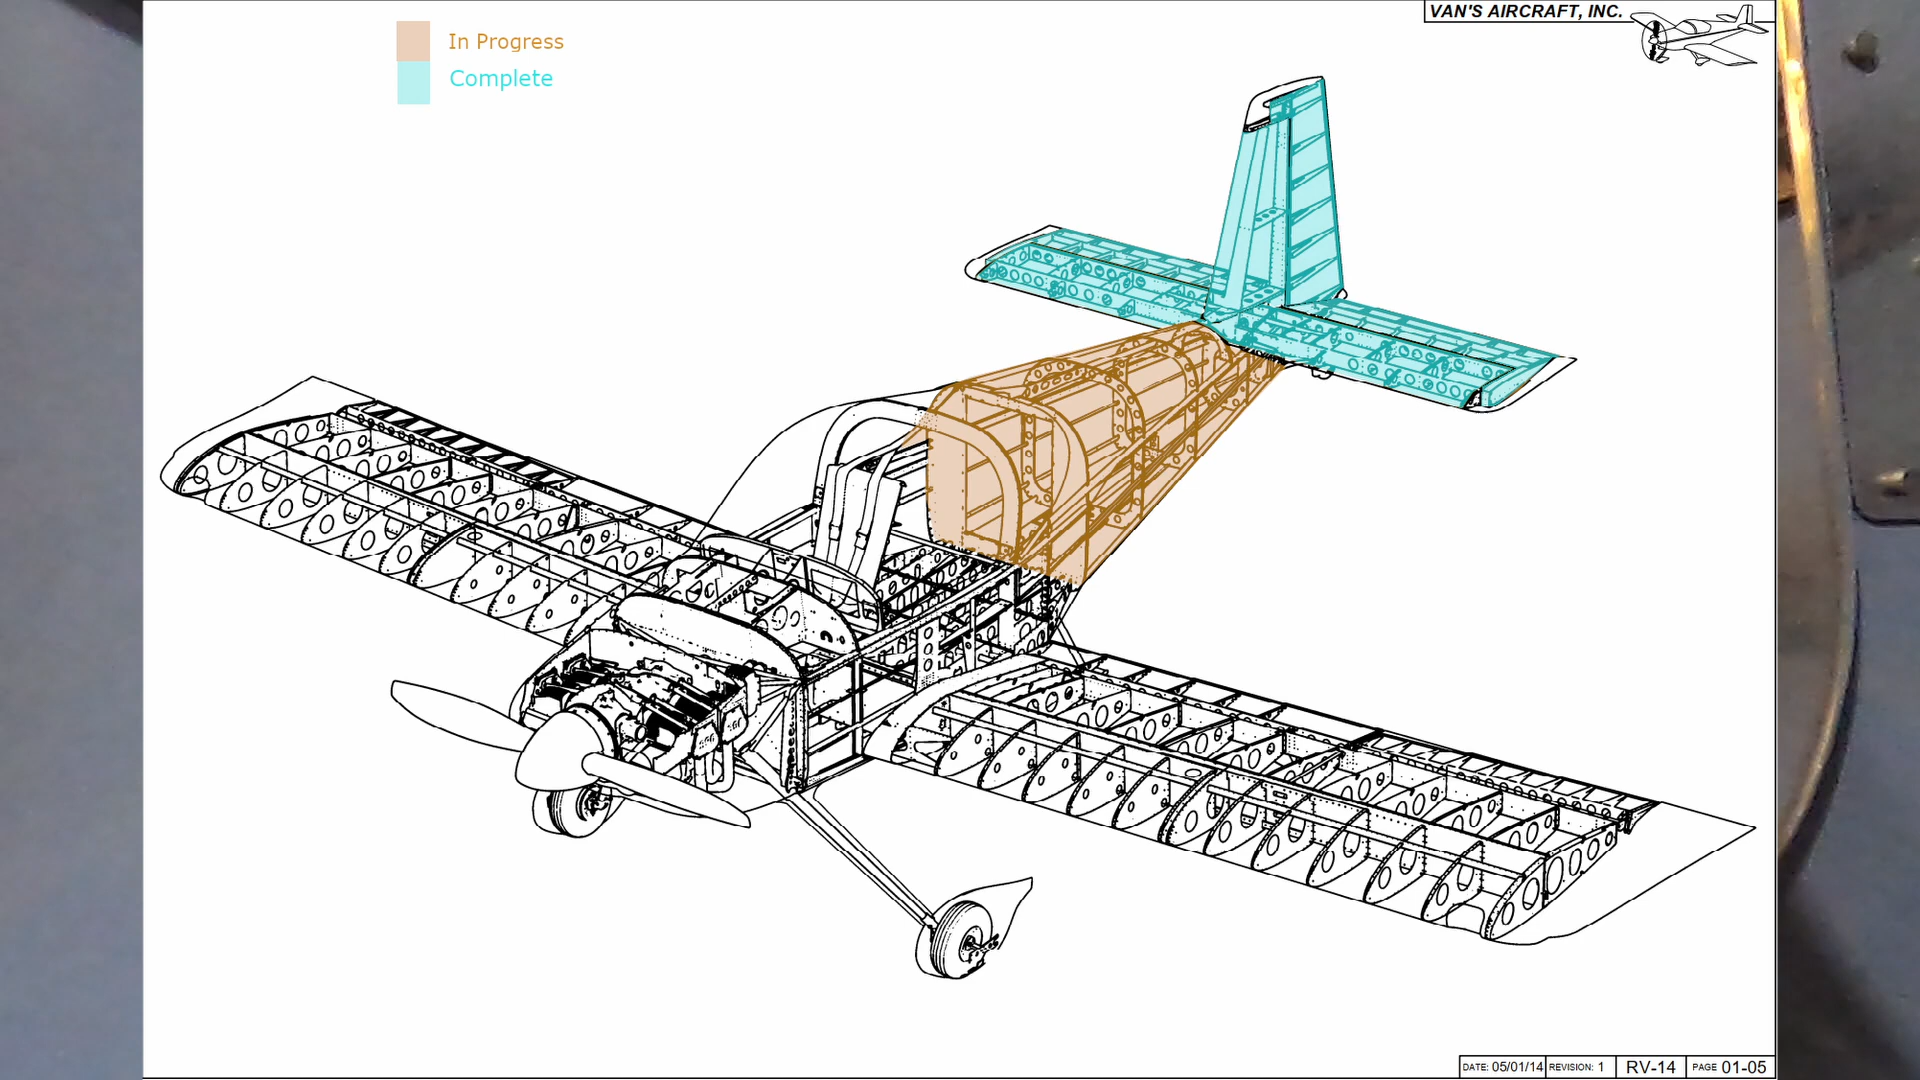 VAN'S AIRCRAFT, INC.
In Progress
Complete
DATE: 05/01/14 REVISION: 1 RV-14 PAGE 01-05